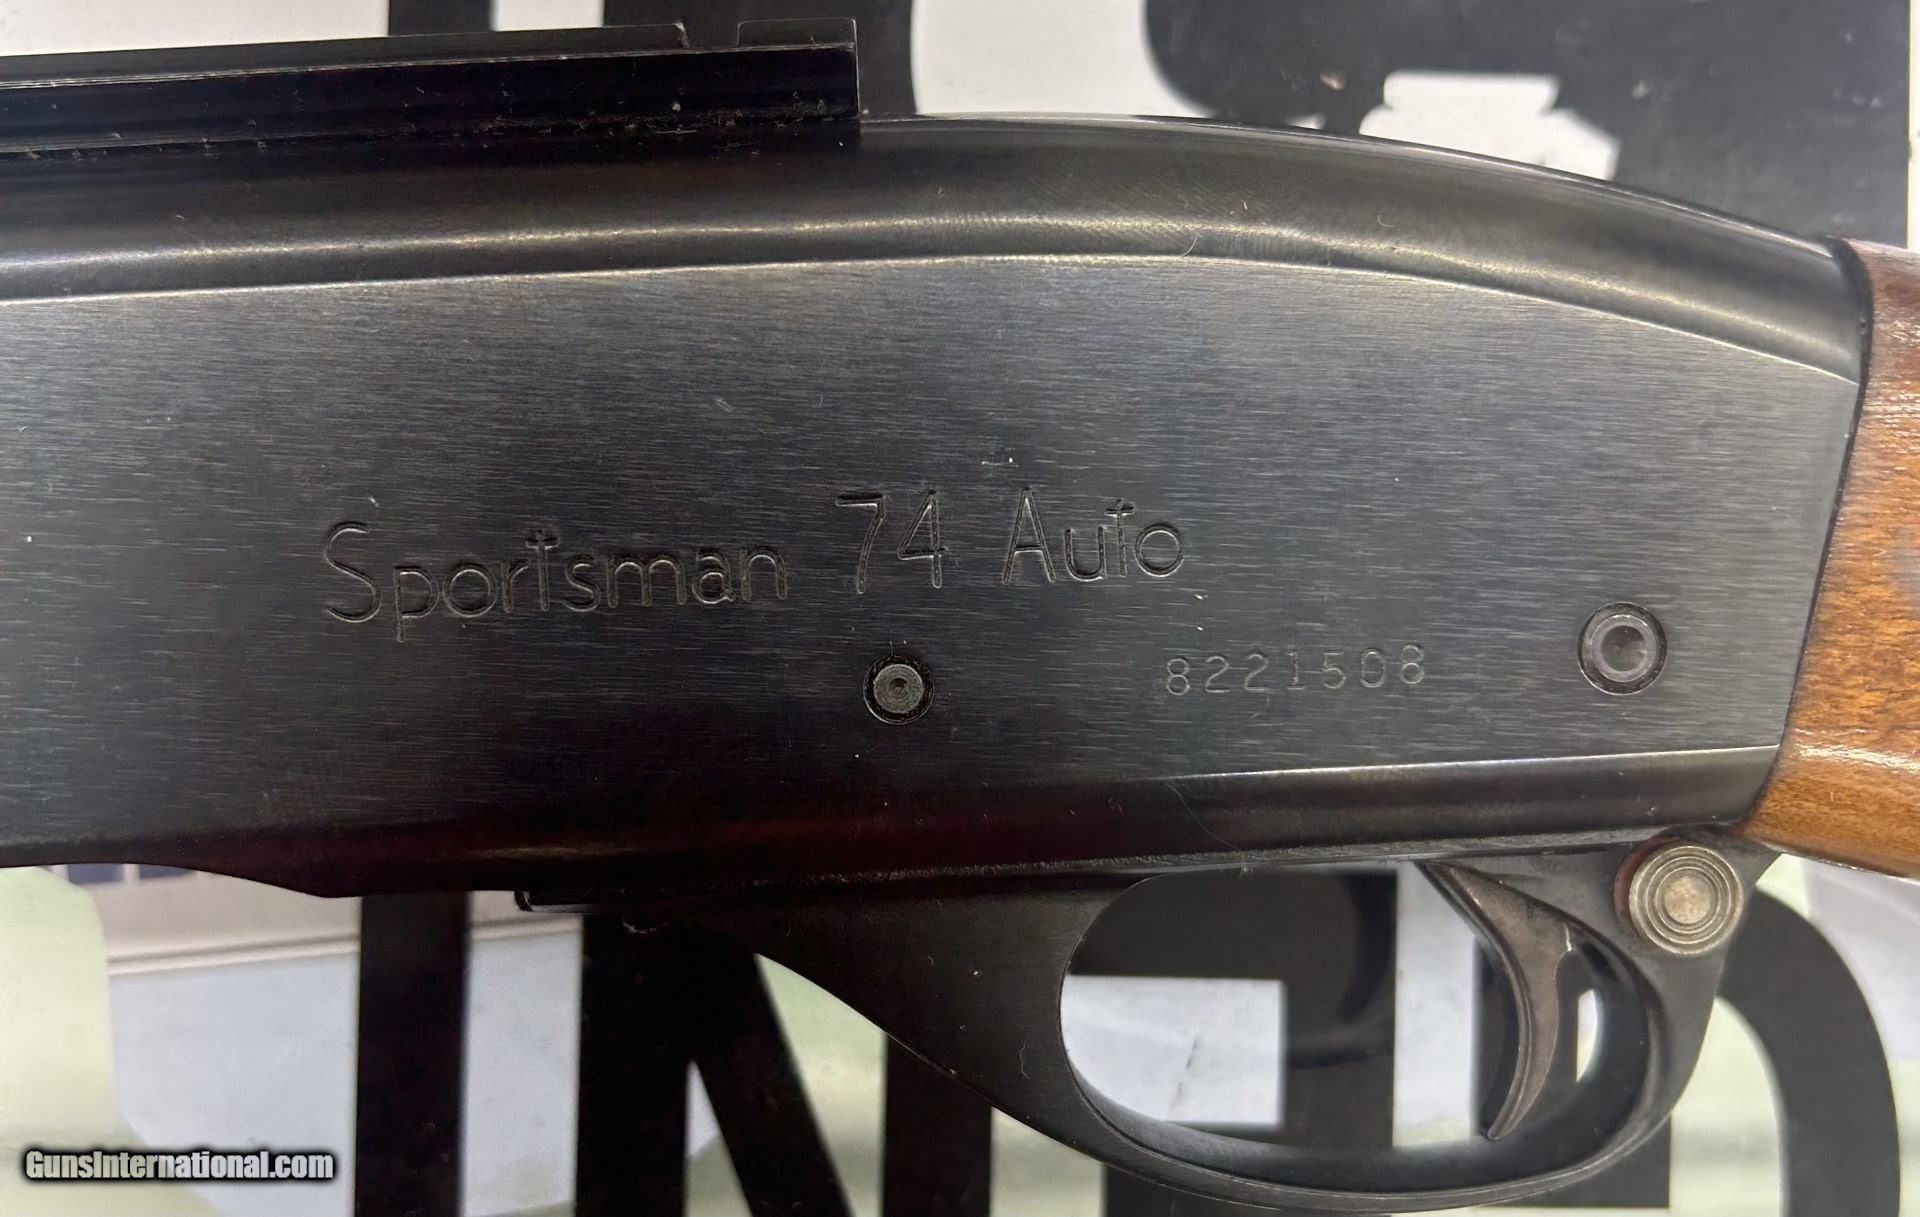 Sportsman 74 Auto
8221508
GunsInternational.com